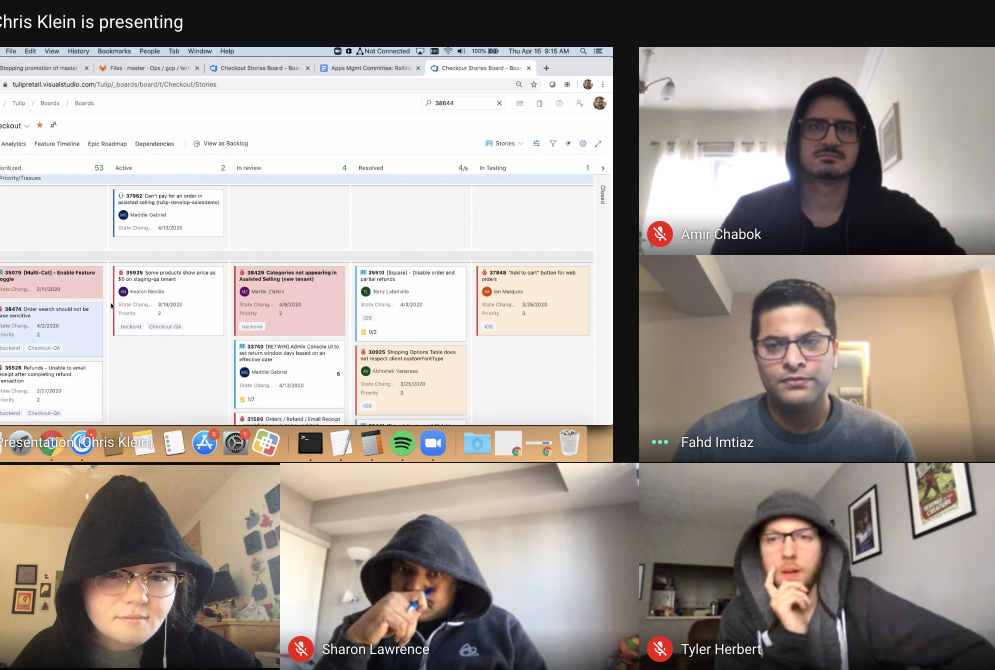 Chris Klein is presenting
File Edit View History Bookmarks People Tab Window Help
Not Connected 100% Thu Apr 16 9:15 AM
Stopping promotion of master
Files · master · Ops / gcp / ter
Checkout Stories Board - Boar
Apps Mgmt Committee: Rolling
Checkout Stories Board - Boar
tulipretail.visualstudio.com/Tulip/_boards/board/t/Checkout/Stories
/ Tulip / Boards / Boards
38644
eckout
Analytics Feature Timeline Epic Roadmap Dependencies View as Backlog
Stories
oritized 53 Active 2 In review 4 Resolved 4/5 In Testing 1
Priority/Tissues
Closed
37962 Can't pay for an order in
assisted selling (tulip-develop-salesdemo)
Maddie Gabriel
State Chang... 4/13/2020
35079 [Multi-Cat] - Enable Feature
oggle
State Chang... 2/11/2020
38474 Order search should not be
ase sensitive
State Chang... 4/2/2020
Priority 2
backend Checkout-QA
35526 Refunds - Unable to email
eceipt after completing refund
ransaction
State Chang... 2/27/2020
Priority 2
backend Checkout-QA
35935 Some products show price as
$0 on staging-qa tenant
Keaton Neville
State Chang... 3/19/2020
Priority 2
backend Checkout-QA
38429 Categories not appearing in
Assisted Selling (new tenant)
Martin Zlatkin
State Chang... 4/9/2020
Priority 2
backend
33740 [RETWIN] Admin Console UI to
set return window days based on an
effective date
Maddie Gabriel 5
State Chang... 4/13/2020
1/7
31580 Orders / Refund / Email Receipt
35510 [Square] - Disable order and
partial refunds
Terry Latanville
State Chang... 4/3/2020
iOS
0/2
30925 Shipping Options Table does
not respect client customFontType
Abhishek Vanarase
State Chang... 3/25/2020
Priority 3
iOS
37848 "Add to cart" button for web
orders
Ian Marques
State Chang... 3/26/2020
Priority 3
iOS
Presentation (Chris Klein)
Amir Chabok
Fahd Imtiaz
Sharon Lawrence
Tyler Herbert
REVENGE
CREATURE